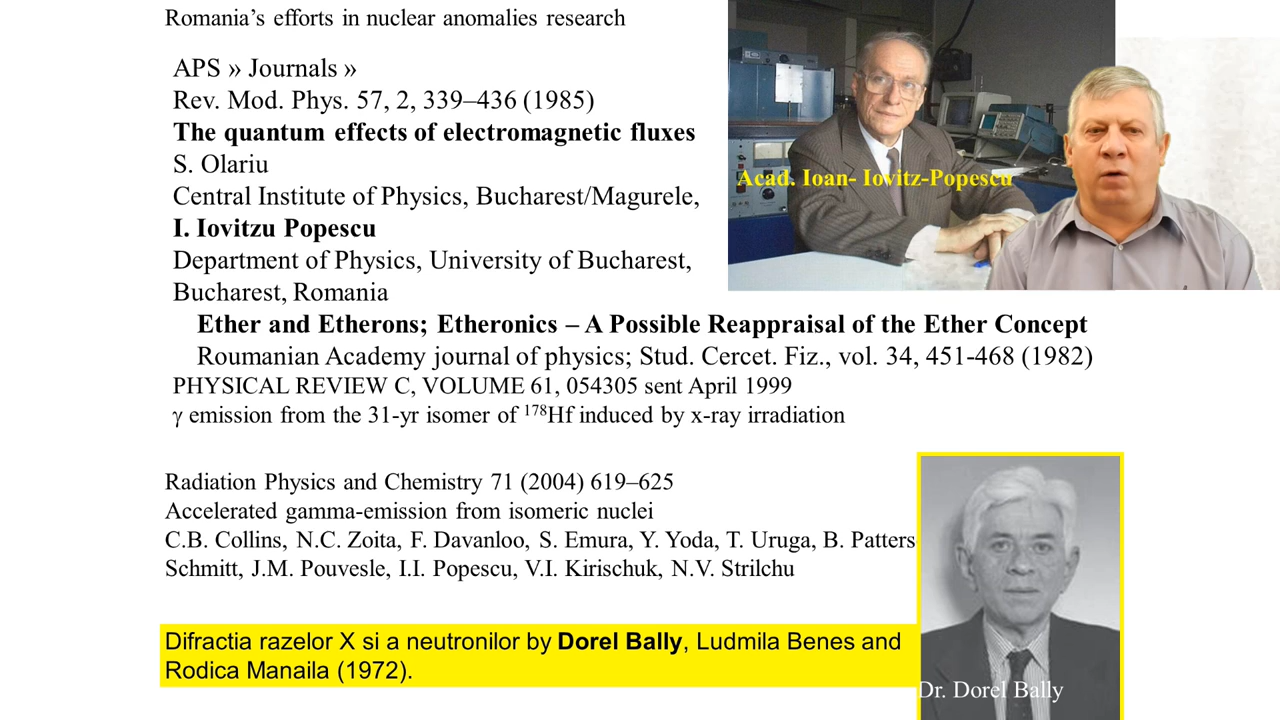 Romania's efforts in nuclear anomalies research
APS » Journals »
Rev. Mod. Phys. 57, 2, 339–436 (1985)
The quantum effects of electromagnetic fluxes
S. Olariu
Central Institute of Physics, Bucharest/Magurele,
I. Iovitzu Popescu
Department of Physics, University of Bucharest,
Bucharest, Romania
Acad. Ioan- Iovitz-Popescu
Ether and Etherons; Etheronics – A Possible Reappraisal of the Ether Concept
Roumanian Academy journal of physics; Stud. Cercet. Fiz., vol. 34, 451-468 (1982)
PHYSICAL REVIEW C, VOLUME 61, 054305 sent April 1999
γ emission from the 31-yr isomer of ¹⁷⁸Hf induced by x-ray irradiation
Radiation Physics and Chemistry 71 (2004) 619–625
Accelerated gamma-emission from isomeric nuclei
C.B. Collins, N.C. Zoita, F. Davanloo, S. Emura, Y. Yoda, T. Uruga, B. Patters
Schmitt, J.M. Pouvesle, I.I. Popescu, V.I. Kirischuk, N.V. Strilchu
Difractia razelor X si a neutronilor by Dorel Bally, Ludmila Benes and
Rodica Manaila (1972).
Dr. Dorel Bally